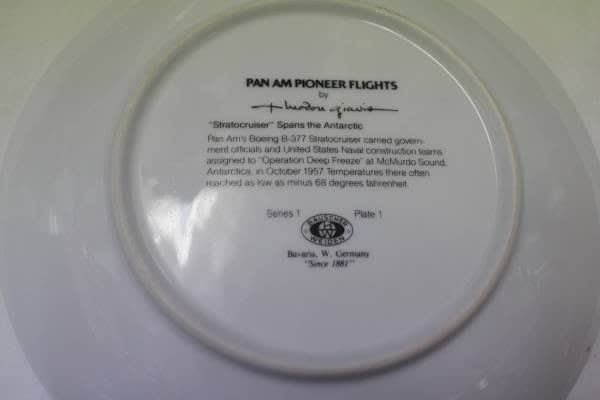 PAN AM PIONEER FLIGHTS
by
Theodore Giavis
"Stratocruiser" Spans the Antarctic
Pan Am's Boeing B-377 Stratocruiser carried govern-
ment officials and United States Naval construction teams
assigned to "Operation Deep Freeze" at McMurdo Sound,
Antarctica, in October 1957 Temperatures there often
reached as low as minus 68 degrees fahrenheit.
Series 1 Plate 1
BAUSCHER
WEIDEN
Bavaria, W. Germany
"Since 1881"